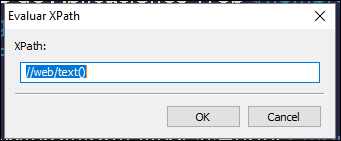 Evaluar XPath
XPath:
//web/text()
OK
Cancel